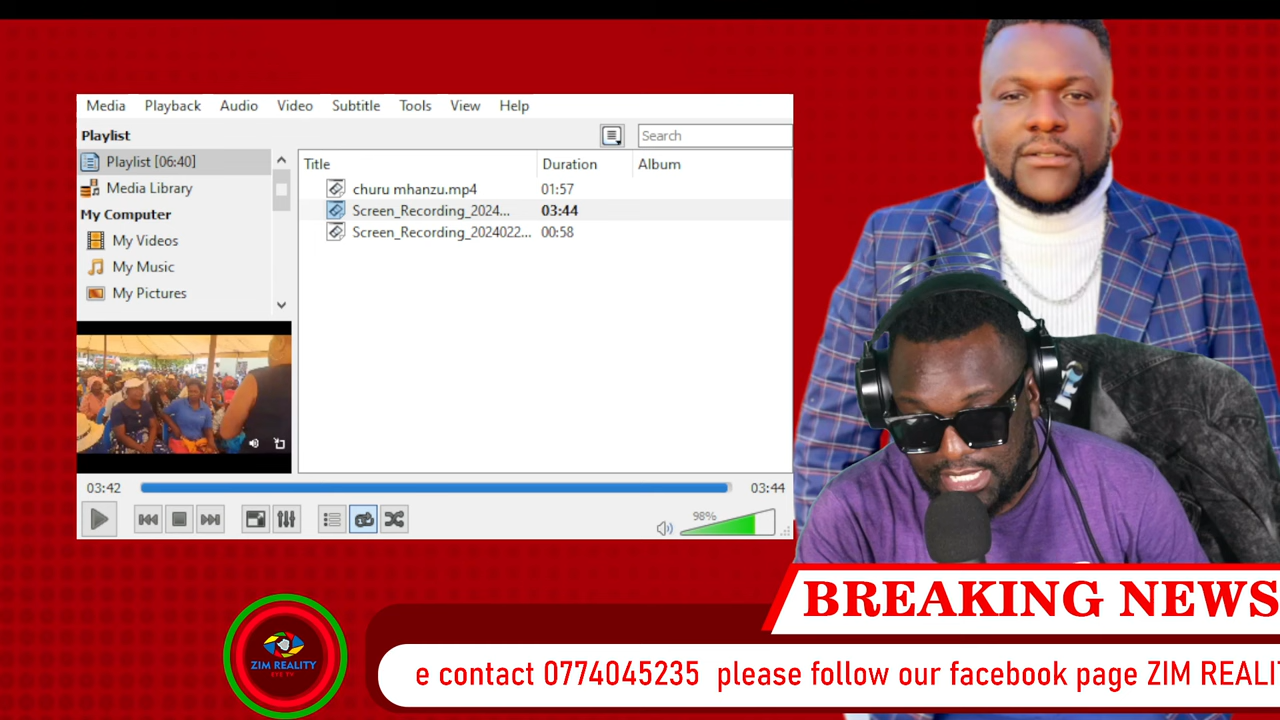 Media Playback Audio Video Subtitle Tools View Help
Playlist
Search
Playlist [06:40]
Media Library
My Computer
My Videos
My Music
My Pictures
Title Duration Album
churu mhanzu.mp4 01:57
Screen_Recording_2024... 03:44
Screen_Recording_2024022... 00:58
03:42 03:44
98%
BREAKING NEWS
ZIM REALITY
EYE TV
e contact 0774045235 please follow our facebook page ZIM REALI